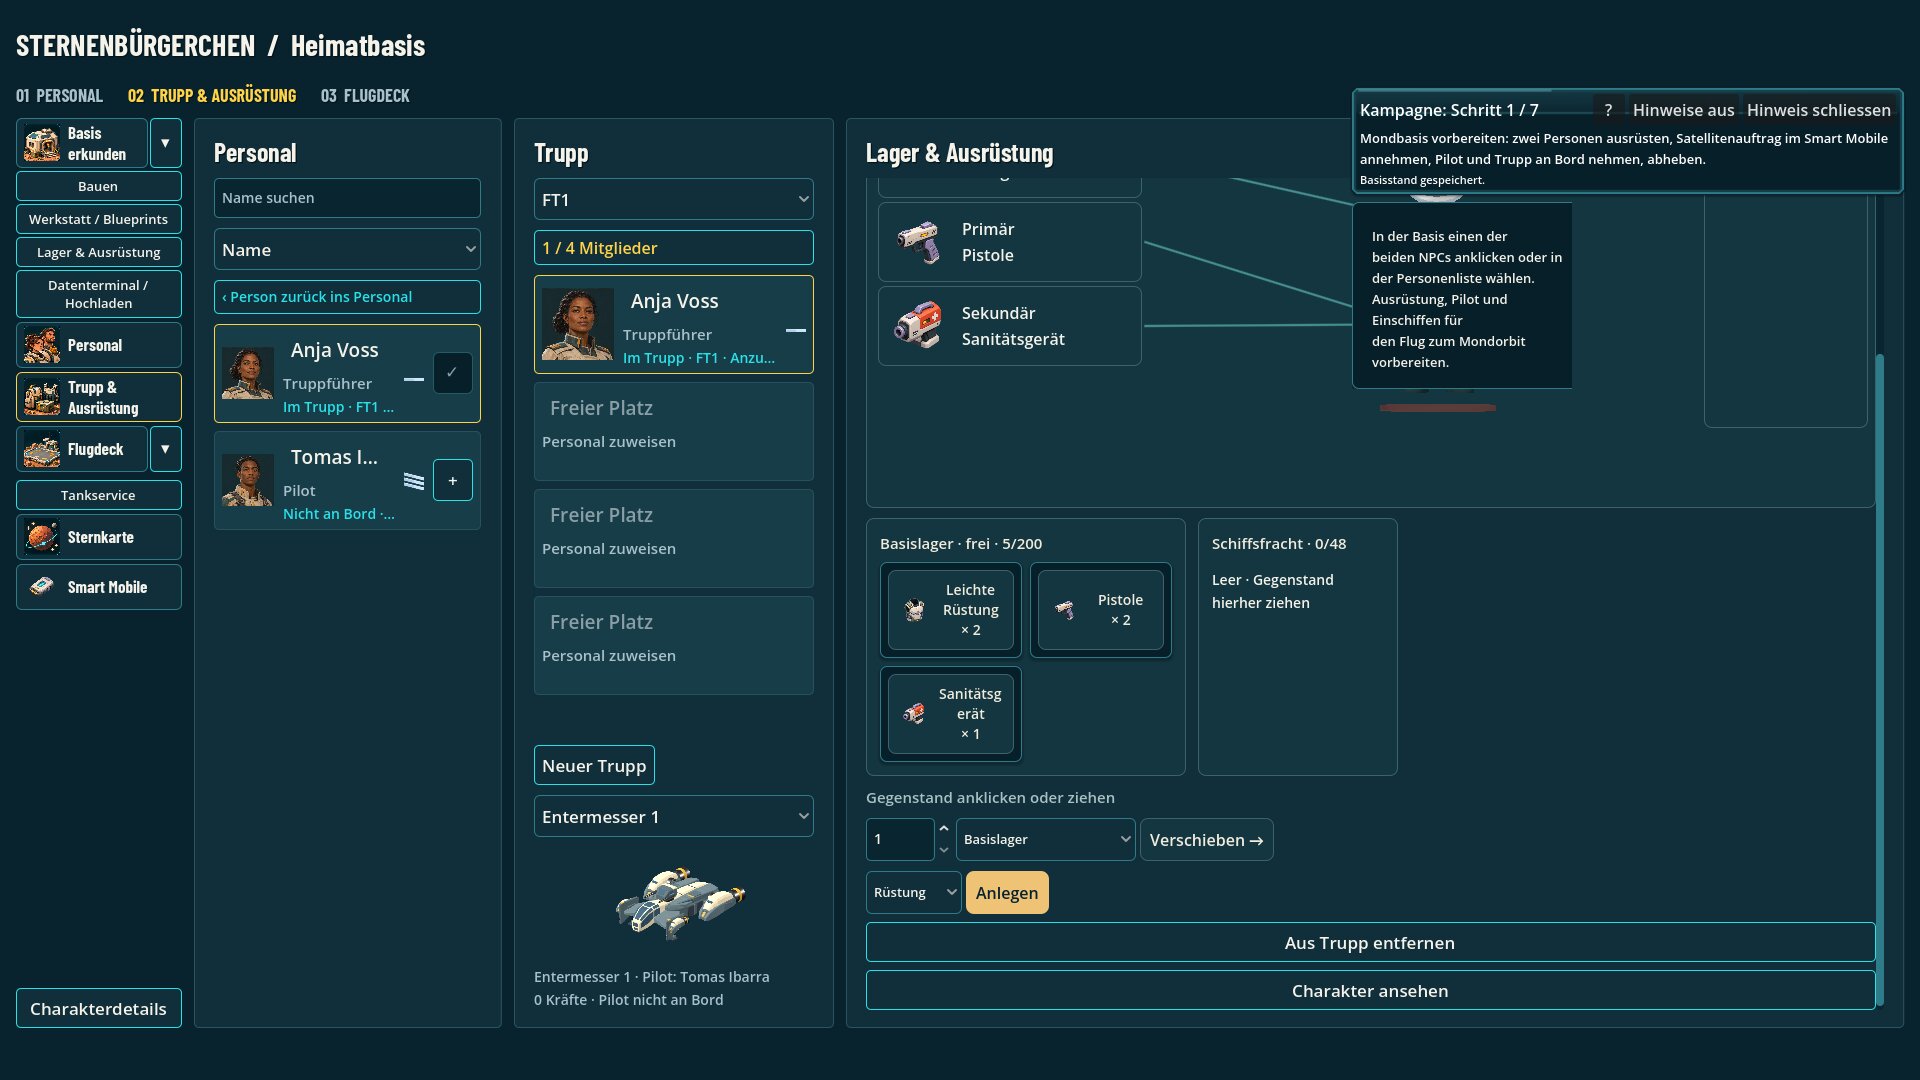 STERNENBÜRGERCHEN / Heimatbasis
01 PERSONAL
02 TRUPP & AUSRÜSTUNG
03 FLUGDECK
Basis
erkunden
▼
Bauen
Werkstatt / Blueprints
Lager & Ausrüstung
Datenterminal /
Hochladen
Personal
Trupp &
Ausrüstung
Flugdeck
▼
Tankservice
Sternkarte
Smart Mobile
Charakterdetails
Personal
Name suchen
Name
‹ Person zurück ins Personal
Anja Voss
Truppführer
Im Trupp · FT1 ...
✓
Tomas I...
Pilot
Nicht an Bord ·...
+
Trupp
FT1
1 / 4 Mitglieder
Anja Voss
Truppführer
Im Trupp · FT1 · Anzu...
Freier Platz
Personal zuweisen
Freier Platz
Personal zuweisen
Freier Platz
Personal zuweisen
Neuer Trupp
Entermesser 1
Entermesser 1 · Pilot: Tomas Ibarra
0 Kräfte · Pilot nicht an Bord
Lager & Ausrüstung
Kampagne: Schritt 1 / 7
?
Hinweise aus
Hinweis schliessen
Mondbasis vorbereiten: zwei Personen ausrüsten, Satellitenauftrag im Smart Mobile
annehmen, Pilot und Trupp an Bord nehmen, abheben.
Basisstand gespeichert.
Primär
Pistole
Sekundär
Sanitätsgerät
In der Basis einen der
beiden NPCs anklicken oder in
der Personenliste wählen.
Ausrüstung, Pilot und
Einschiffen für
den Flug zum Mondorbit
vorbereiten.
Basislager · frei · 5/200
Leichte
Rüstung
× 2
Pistole
× 2
Sanitätsg
erät
× 1
Schiffsfracht · 0/48
Leer · Gegenstand
hierher ziehen
Gegenstand anklicken oder ziehen
1
Basislager
Verschieben →
Rüstung
Anlegen
Aus Trupp entfernen
Charakter ansehen